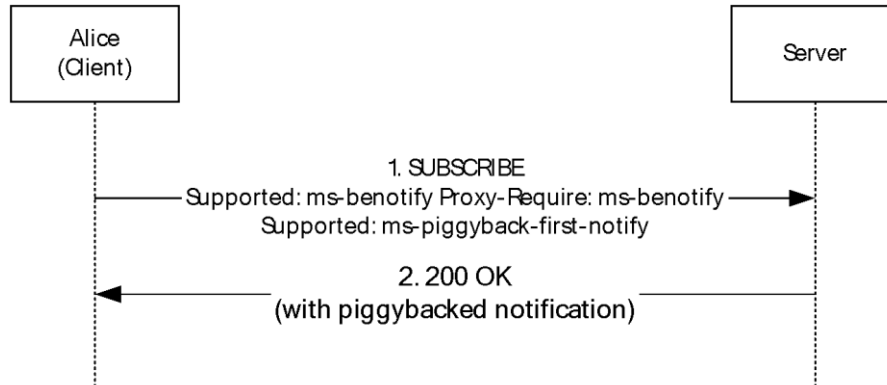 Alice
(Client)
Server
1. SUBSCRIBE
Supported: ms-benotify Proxy-Require: ms-benotify
Supported: ms-piggyback-first-notify
2. 200 OK
(with piggybacked notification)